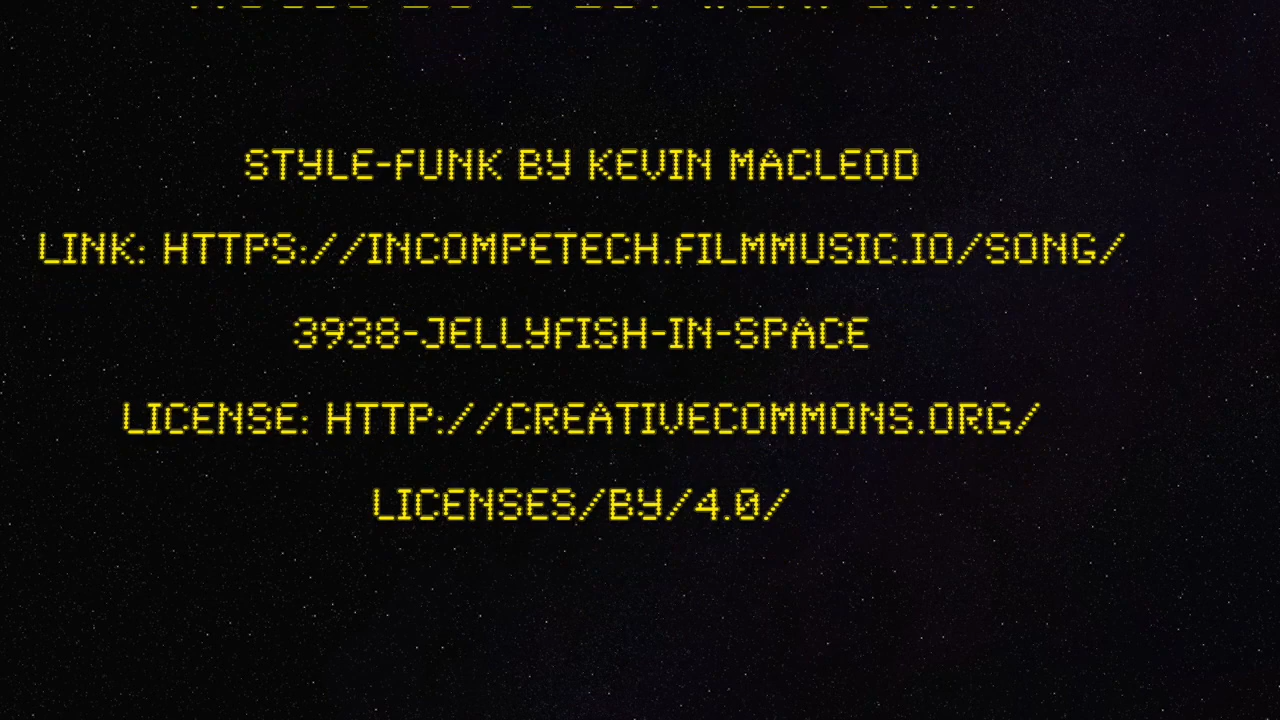 STYLE-FUNK BY KEVIN MACLEOD
LINK: HTTPS://INCOMPETECH.FILMMUSIC.IO/SONG/
3938-JELLYFISH-IN-SPACE
LICENSE: HTTP://CREATIVECOMMONS.ORG/
LICENSES/BY/4.0/